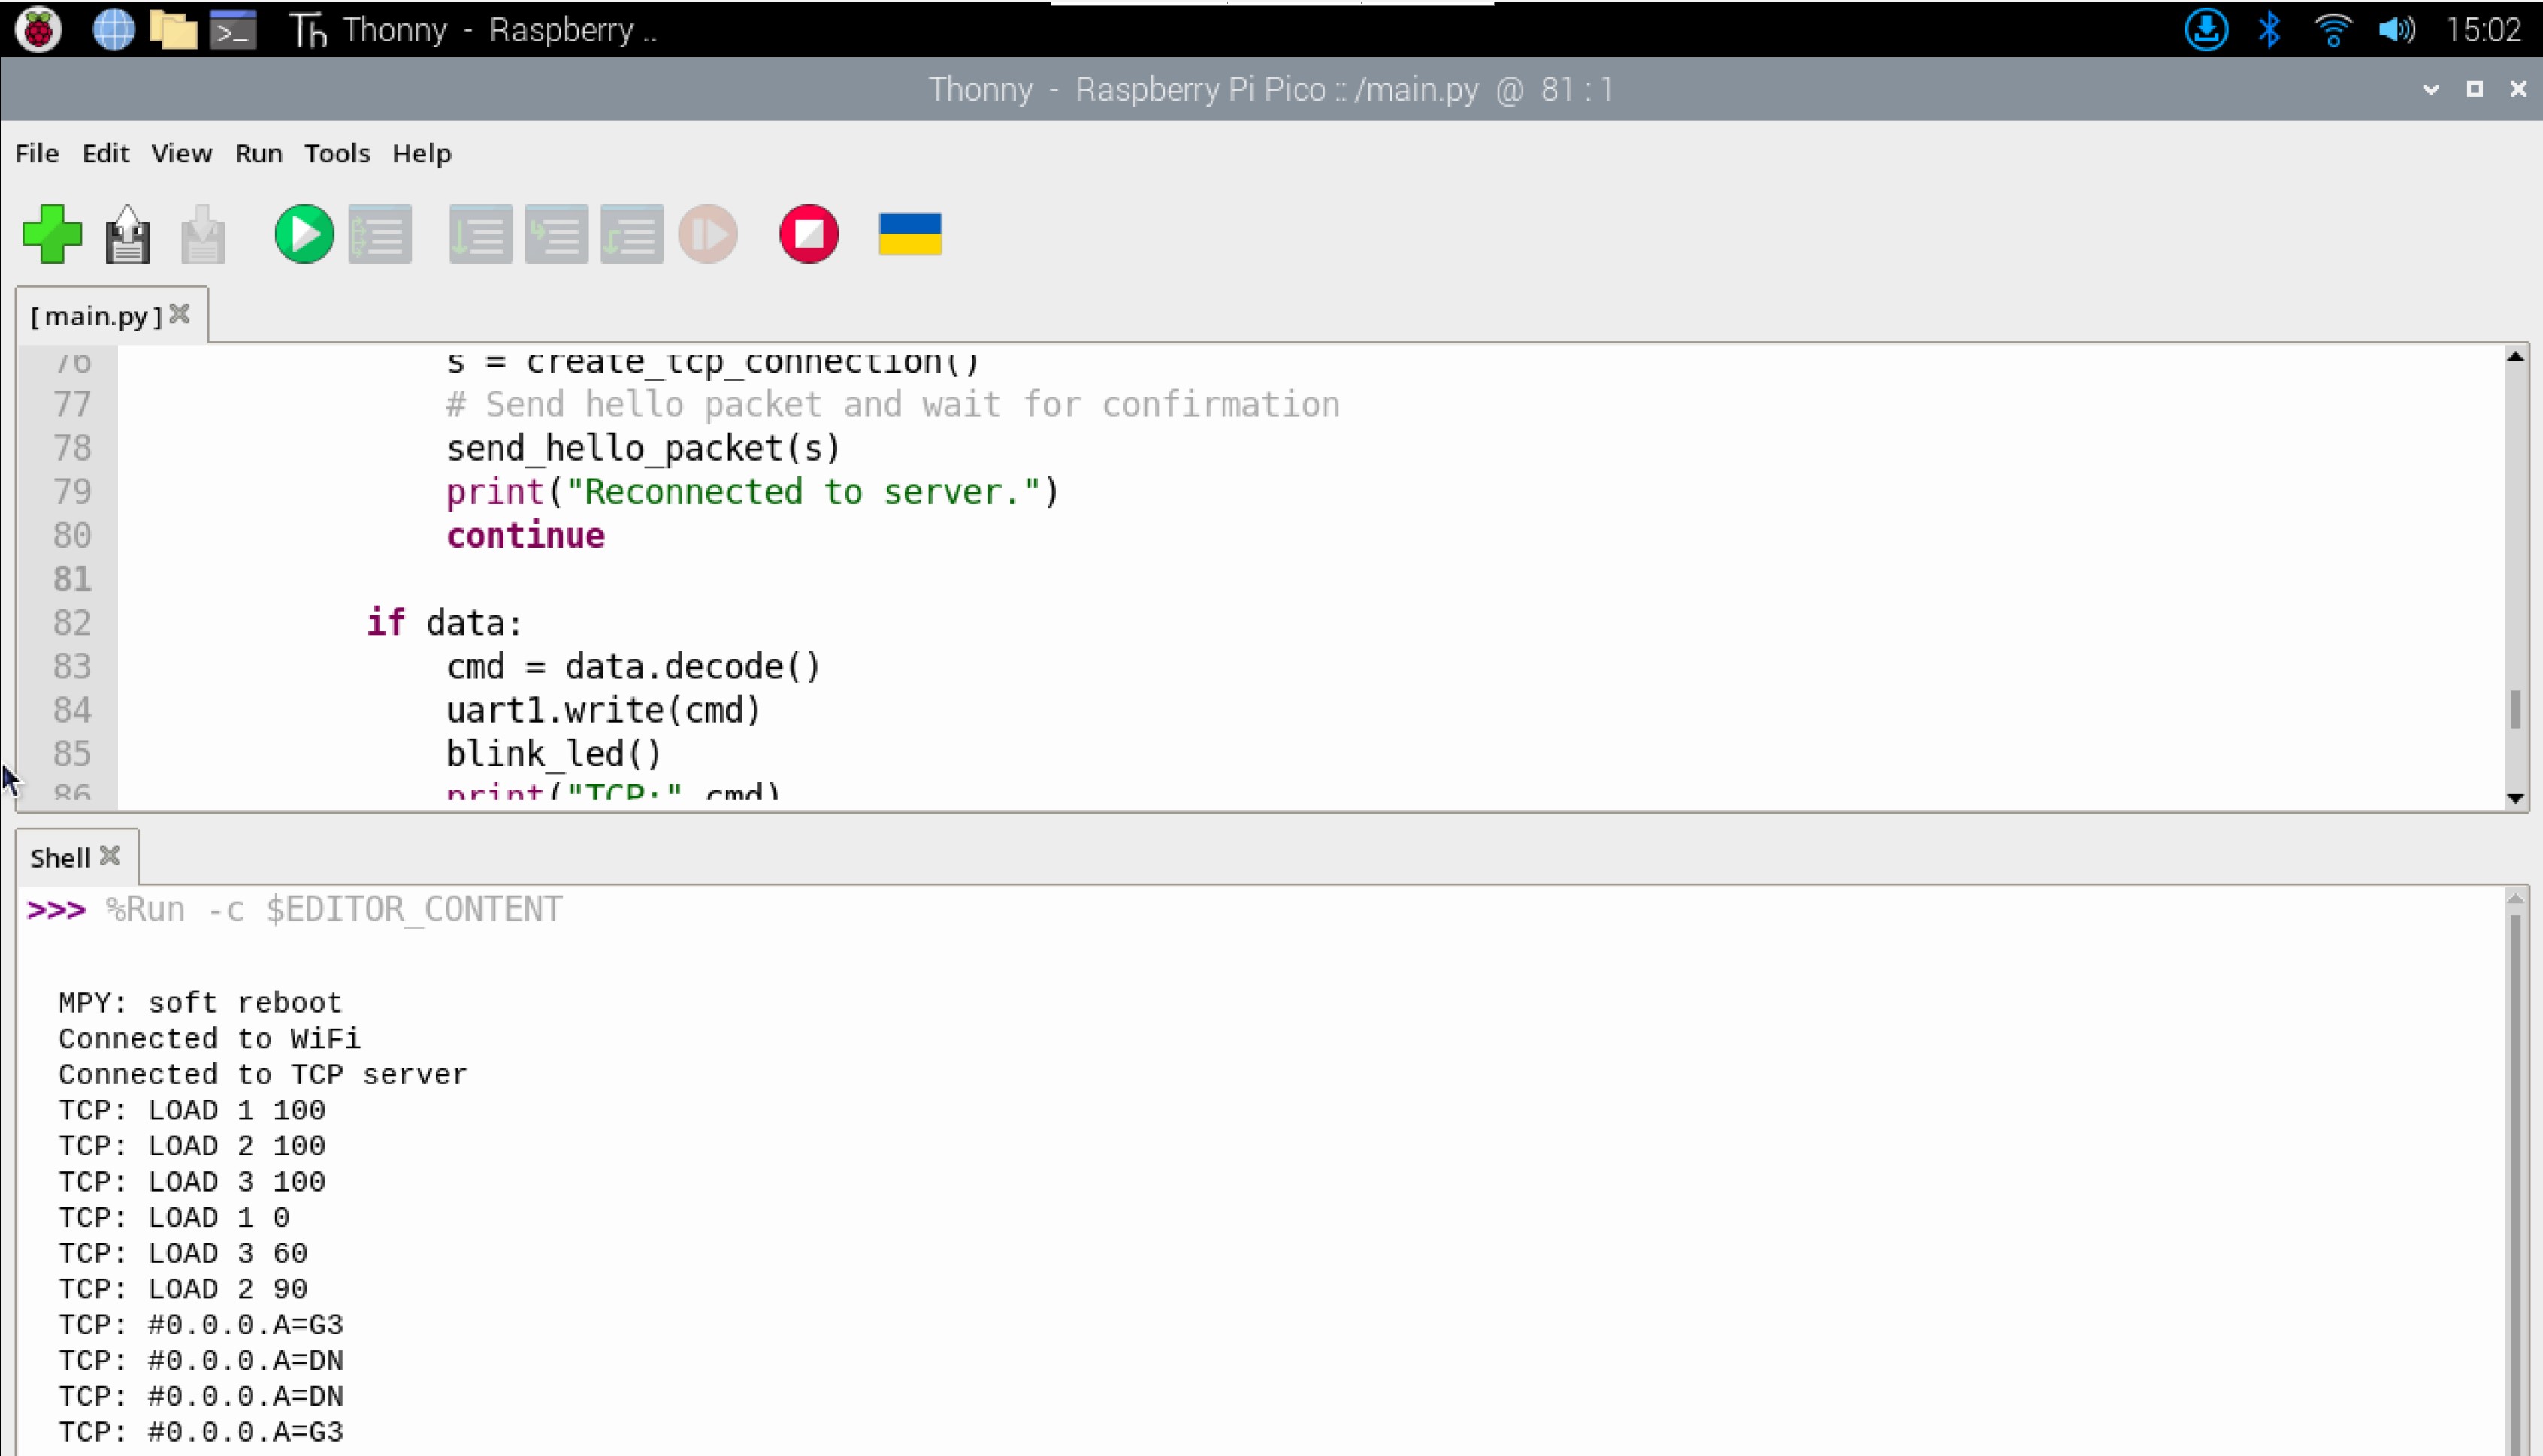 Thonny - Raspberry ..
15:02
Thonny - Raspberry Pi Pico :: /main.py @ 81 : 1
File Edit View Run Tools Help
[ main.py ]
76 s = create_tcp_connection()
77 # Send hello packet and wait for confirmation
78 send_hello_packet(s)
79 print("Reconnected to server.")
80 continue
81
82 if data:
83 cmd = data.decode()
84 uart1.write(cmd)
85 blink_led()
86 print("TCP:" cmd)
Shell
>>> %Run -c $EDITOR_CONTENT
MPY: soft reboot
Connected to WiFi
Connected to TCP server
TCP: LOAD 1 100
TCP: LOAD 2 100
TCP: LOAD 3 100
TCP: LOAD 1 0
TCP: LOAD 3 60
TCP: LOAD 2 90
TCP: #0.0.0.A=G3
TCP: #0.0.0.A=DN
TCP: #0.0.0.A=DN
TCP: #0.0.0.A=G3